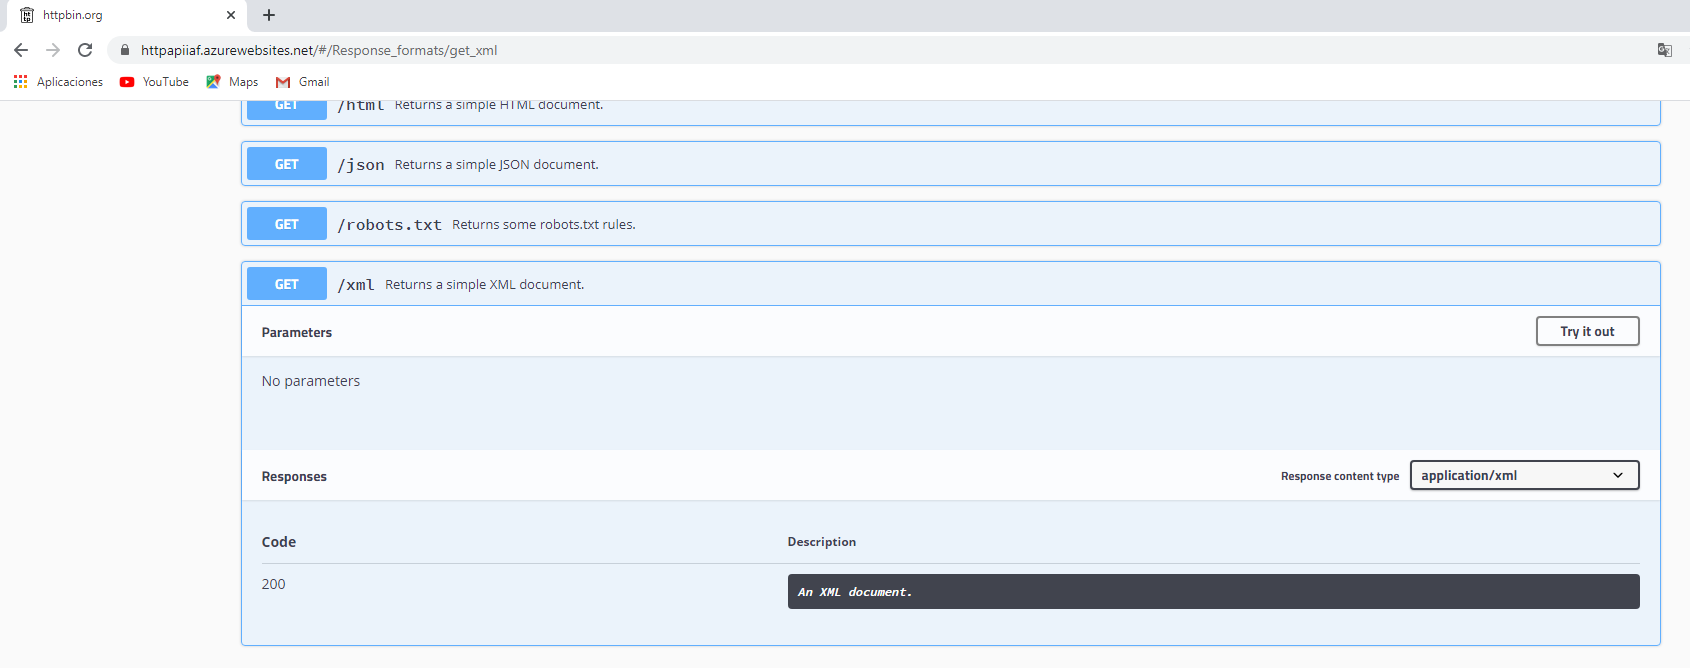 httpbin.org
httpapiiaf.azurewebsites.net/#/Response_formats/get_xml
Aplicaciones YouTube Maps Gmail
GET /html Returns a simple HTML document.
GET /json Returns a simple JSON document.
GET /robots.txt Returns some robots.txt rules.
GET /xml Returns a simple XML document.
Parameters Try it out
No parameters
Responses Response content type application/xml
Code Description
200 An XML document.